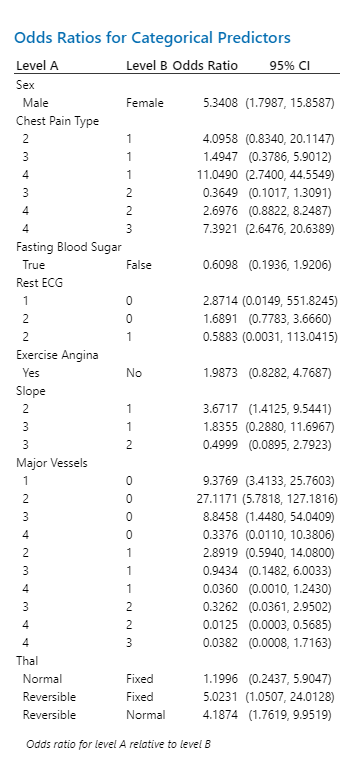 Odds Ratios for Categorical Predictors
Level A Level B Odds Ratio 95% CI
Sex
Male Female 5.3408 (1.7987, 15.8587)
Chest Pain Type
2 1 4.0958 (0.8340, 20.1147)
3 1 1.4947 (0.3786, 5.9012)
4 1 11.0490 (2.7400, 44.5549)
3 2 0.3649 (0.1017, 1.3091)
4 2 2.6976 (0.8822, 8.2487)
4 3 7.3921 (2.6476, 20.6389)
Fasting Blood Sugar
True False 0.6098 (0.1936, 1.9206)
Rest ECG
1 0 2.8714 (0.0149, 551.8245)
2 0 1.6891 (0.7783, 3.6660)
2 1 0.5883 (0.0031, 113.0415)
Exercise Angina
Yes No 1.9873 (0.8282, 4.7687)
Slope
2 1 3.6717 (1.4125, 9.5441)
3 1 1.8355 (0.2880, 11.6967)
3 2 0.4999 (0.0895, 2.7923)
Major Vessels
1 0 9.3769 (3.4133, 25.7603)
2 0 27.1171 (5.7818, 127.1816)
3 0 8.8458 (1.4480, 54.0409)
4 0 0.3376 (0.0110, 10.3806)
2 1 2.8919 (0.5940, 14.0800)
3 1 0.9434 (0.1482, 6.0033)
4 1 0.0360 (0.0010, 1.2430)
3 2 0.3262 (0.0361, 2.9502)
4 2 0.0125 (0.0003, 0.5685)
4 3 0.0382 (0.0008, 1.7163)
Thal
Normal Fixed 1.1996 (0.2437, 5.9047)
Reversible Fixed 5.0231 (1.0507, 24.0128)
Reversible Normal 4.1874 (1.7619, 9.9519)
Odds ratio for level A relative to level B